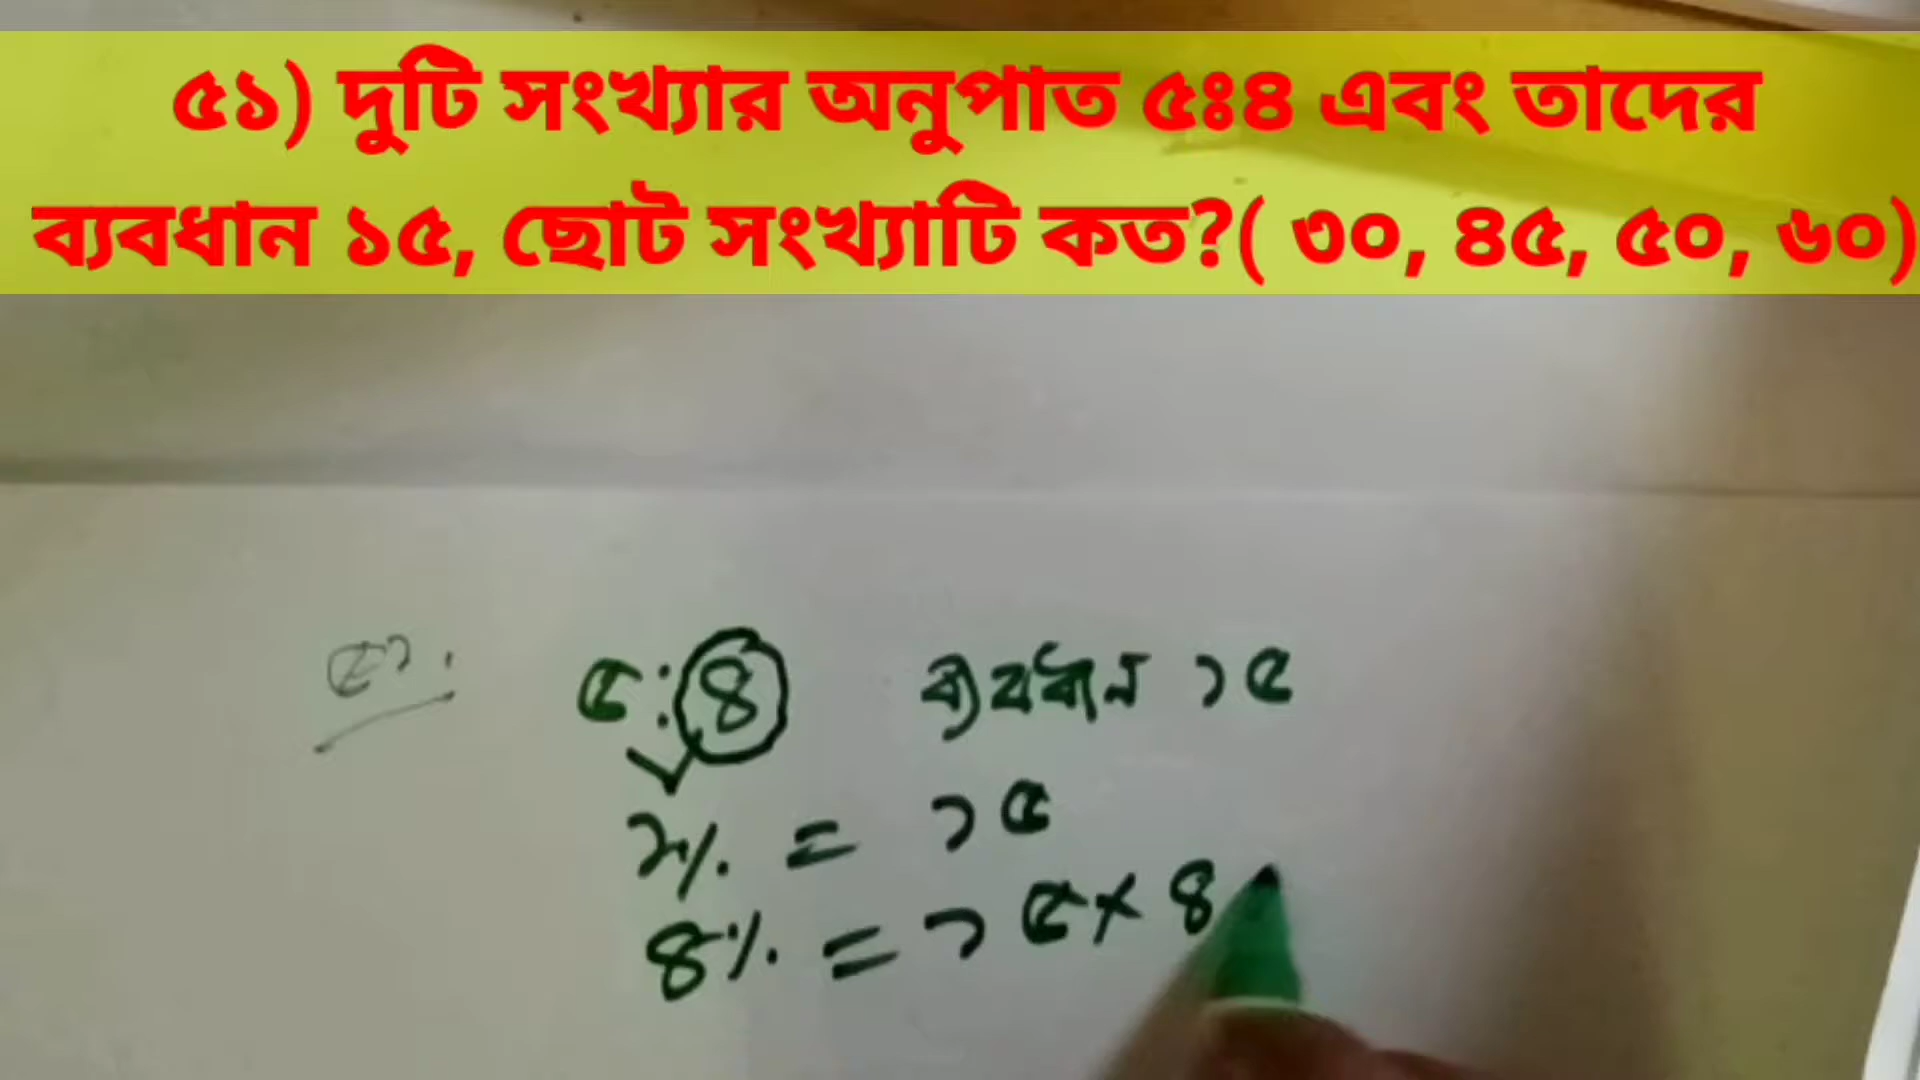 ৫১) দুটি সংখ্যার অনুপাত ৫ঃ৪ এবং তাদের
ব্যবধান ১৫, ছোট সংখ্যাটি কত?( ৩০, ৪৫, ৫০, ৬০)
৫১.
৫:৪ ব্যবধান ১৫
১% = ১৫
৪% = ১৫×৪